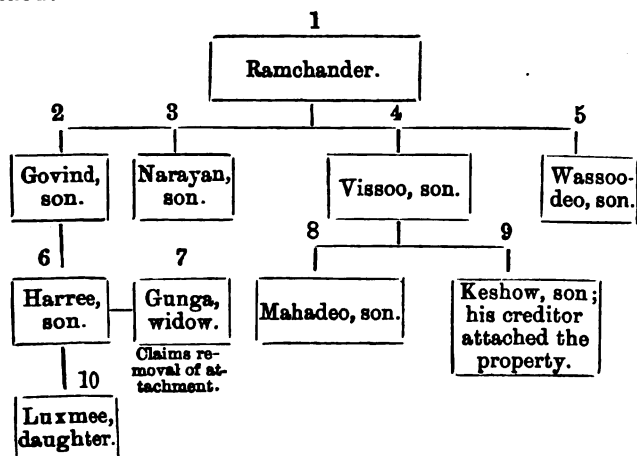 1
Ramchander.
2
3
4
5
Govind,
son.
Narayan,
son.
Vissoo, son.
Wassoo-
deo, son.
6
7
8
9
Harree,
son.
Gunga,
widow.
Claims re-
moval of at-
tachment.
Mahadeo, son.
Keshow, son;
his creditor
attached the
property.
10
Luxmee,
daughter.